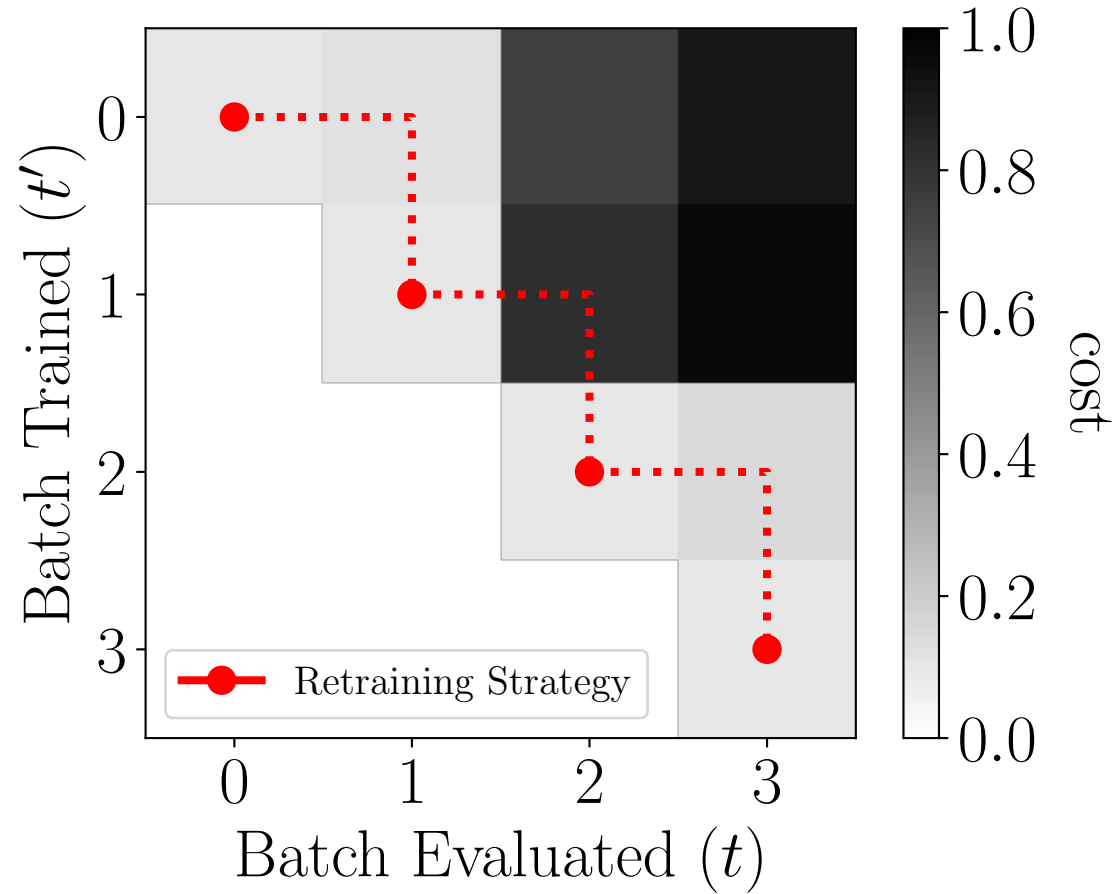 Batch Trained (t′)
0
1
2
3
Retraining Strategy
0 1 2 3
Batch Evaluated (t)
1.0
0.8
0.6
0.4
0.2
0.0
cost